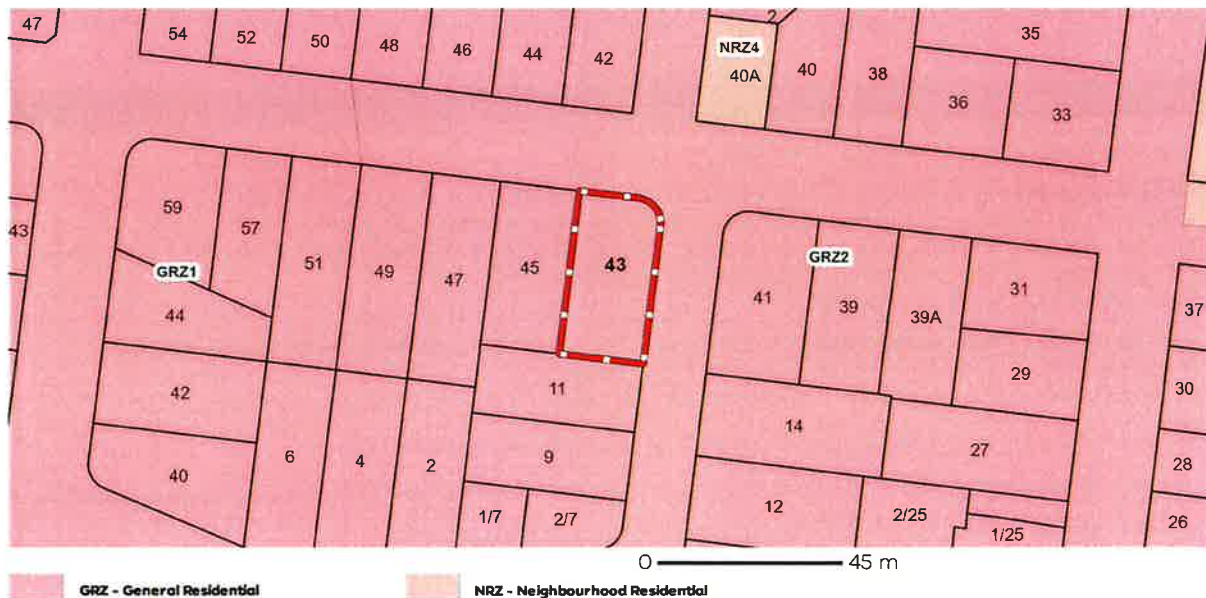 47
54 52 50 48 46 44 42
2
NRZ4
40A 40 38 35
36 33
59 57 51 49 47 45 43
43
GRZ1
44
GRZ2
41 39 39A 31
29
37
30
42
11
14
27
40
6 4 2
9
28
1/7 2/7
12
2/25
1/25
26
0 45 m
GRZ - General Residential NRZ - Neighbourhood Residential